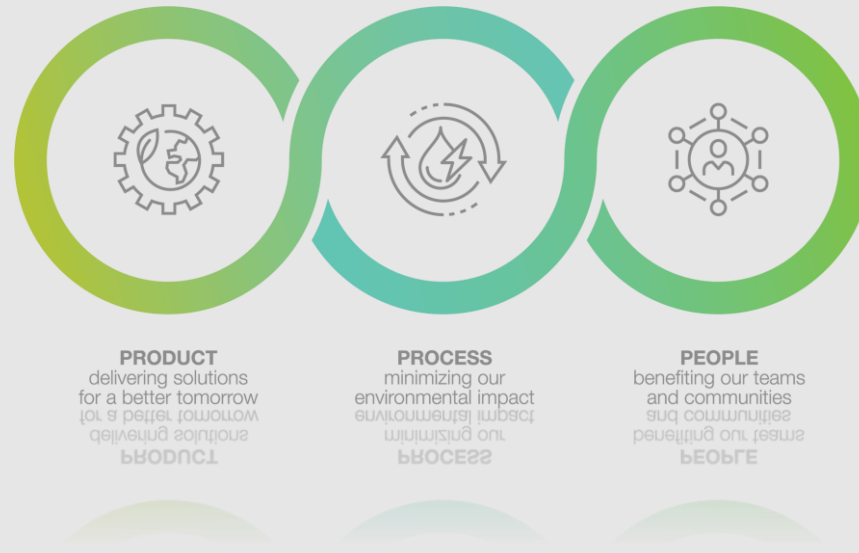 PRODUCT
delivering solutions
for a better tomorrow
PROCESS
minimizing our
environmental impact
PEOPLE
benefiting our teams
and communities